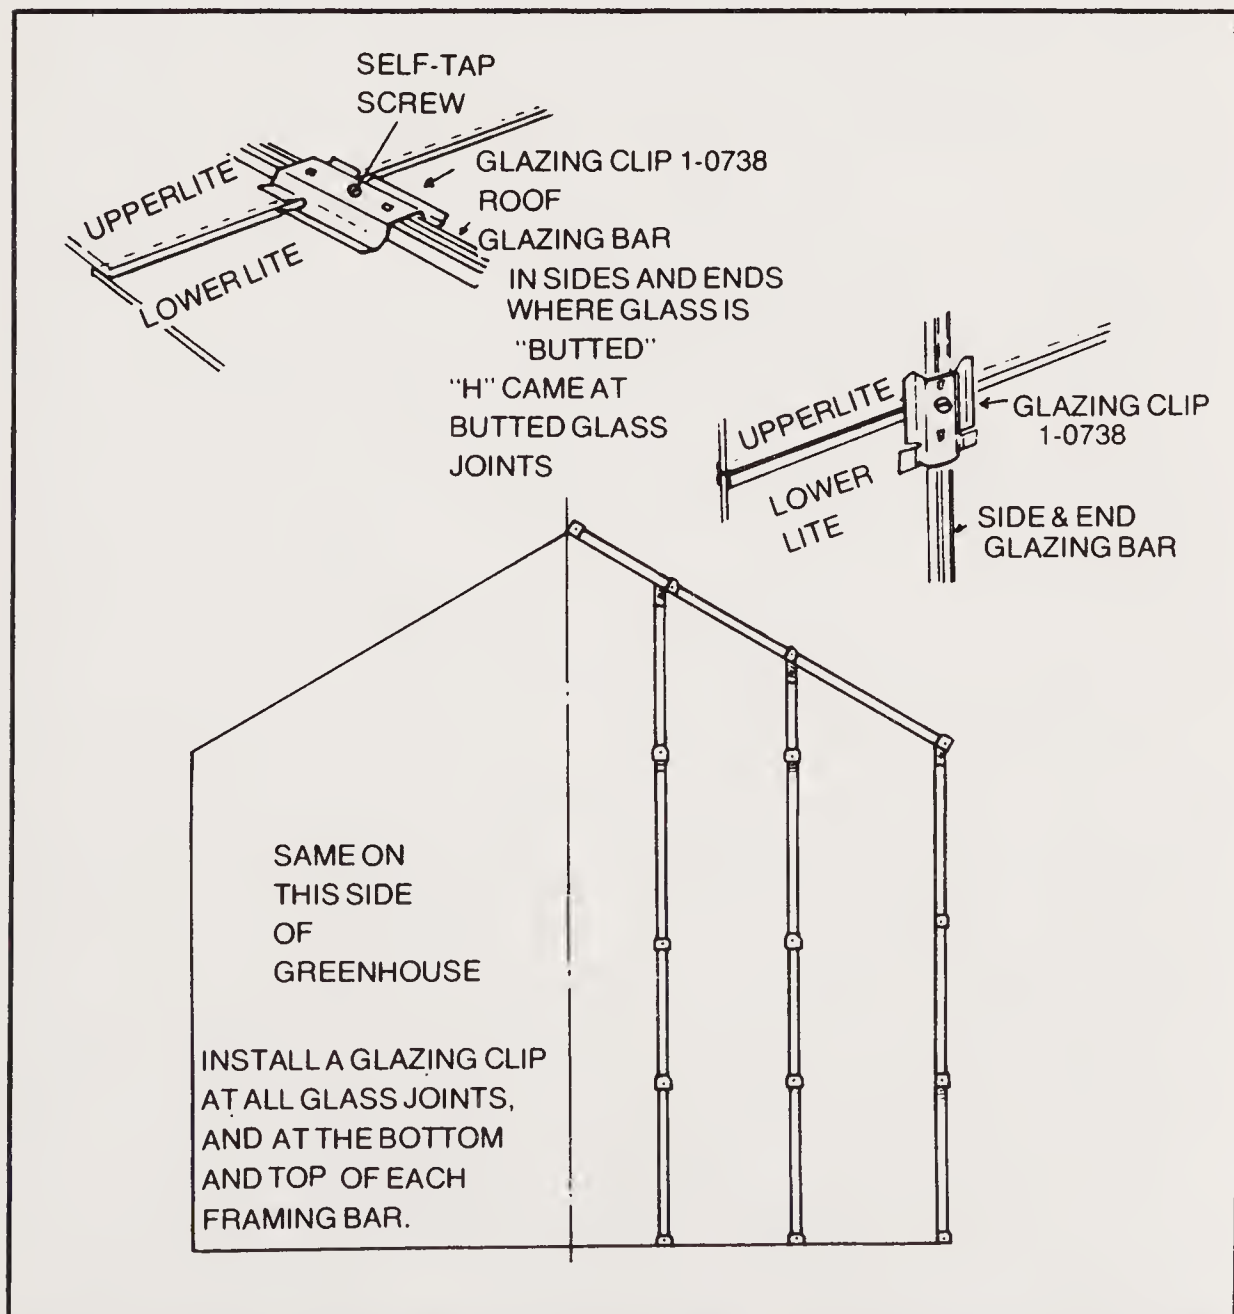 SELF-TAP
SCREW
GLAZING CLIP 1-0738
ROOF
GLAZING BAR
UPPERLITE
LOWER LITE
IN SIDES AND ENDS
WHERE GLASS IS
"BUTTED"
"H" CAME AT
BUTTED GLASS
JOINTS
UPPERLITE
LOWER
LITE
GLAZING CLIP
1-0738
SIDE & END
GLAZING BAR
SAME ON
THIS SIDE
OF
GREENHOUSE
INSTALL A GLAZING CLIP
AT ALL GLASS JOINTS,
AND AT THE BOTTOM
AND TOP OF EACH
FRAMING BAR.